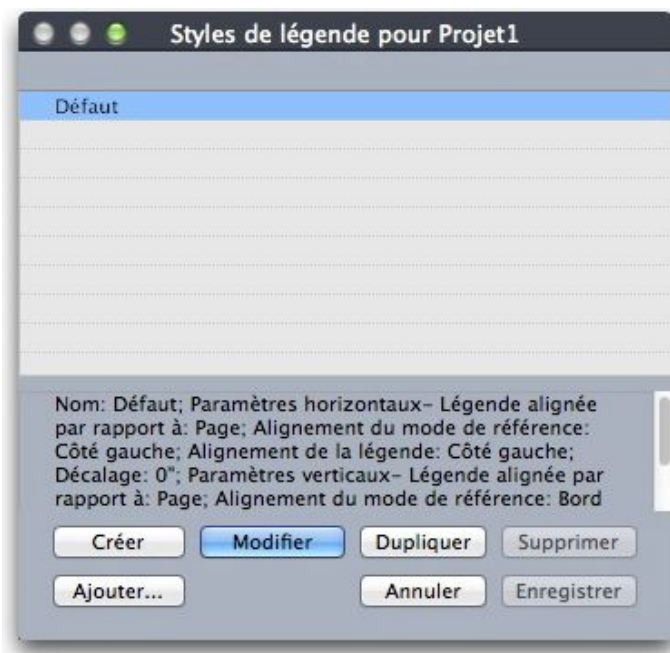 Styles de légende pour Projet1
Défaut
Nom: Défaut; Paramètres horizontaux– Légende alignée
par rapport à: Page; Alignement du mode de référence:
Côté gauche; Alignement de la légende: Côté gauche;
Décalage: 0"; Paramètres verticaux– Légende alignée par
rapport à: Page; Alignement du mode de référence: Bord
Créer Modifier Dupliquer Supprimer
Ajouter... Annuler Enregistrer